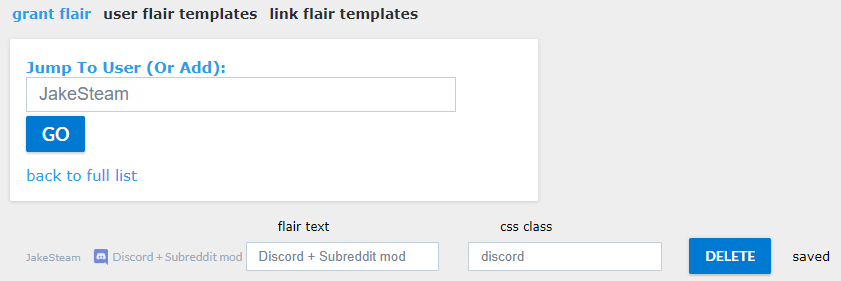 grant flair user flair templates link flair templates
Jump To User (Or Add):
JakeSteam
GO
back to full list
flair text css class
JakeSteam Discord + Subreddit mod Discord + Subreddit mod discord DELETE saved